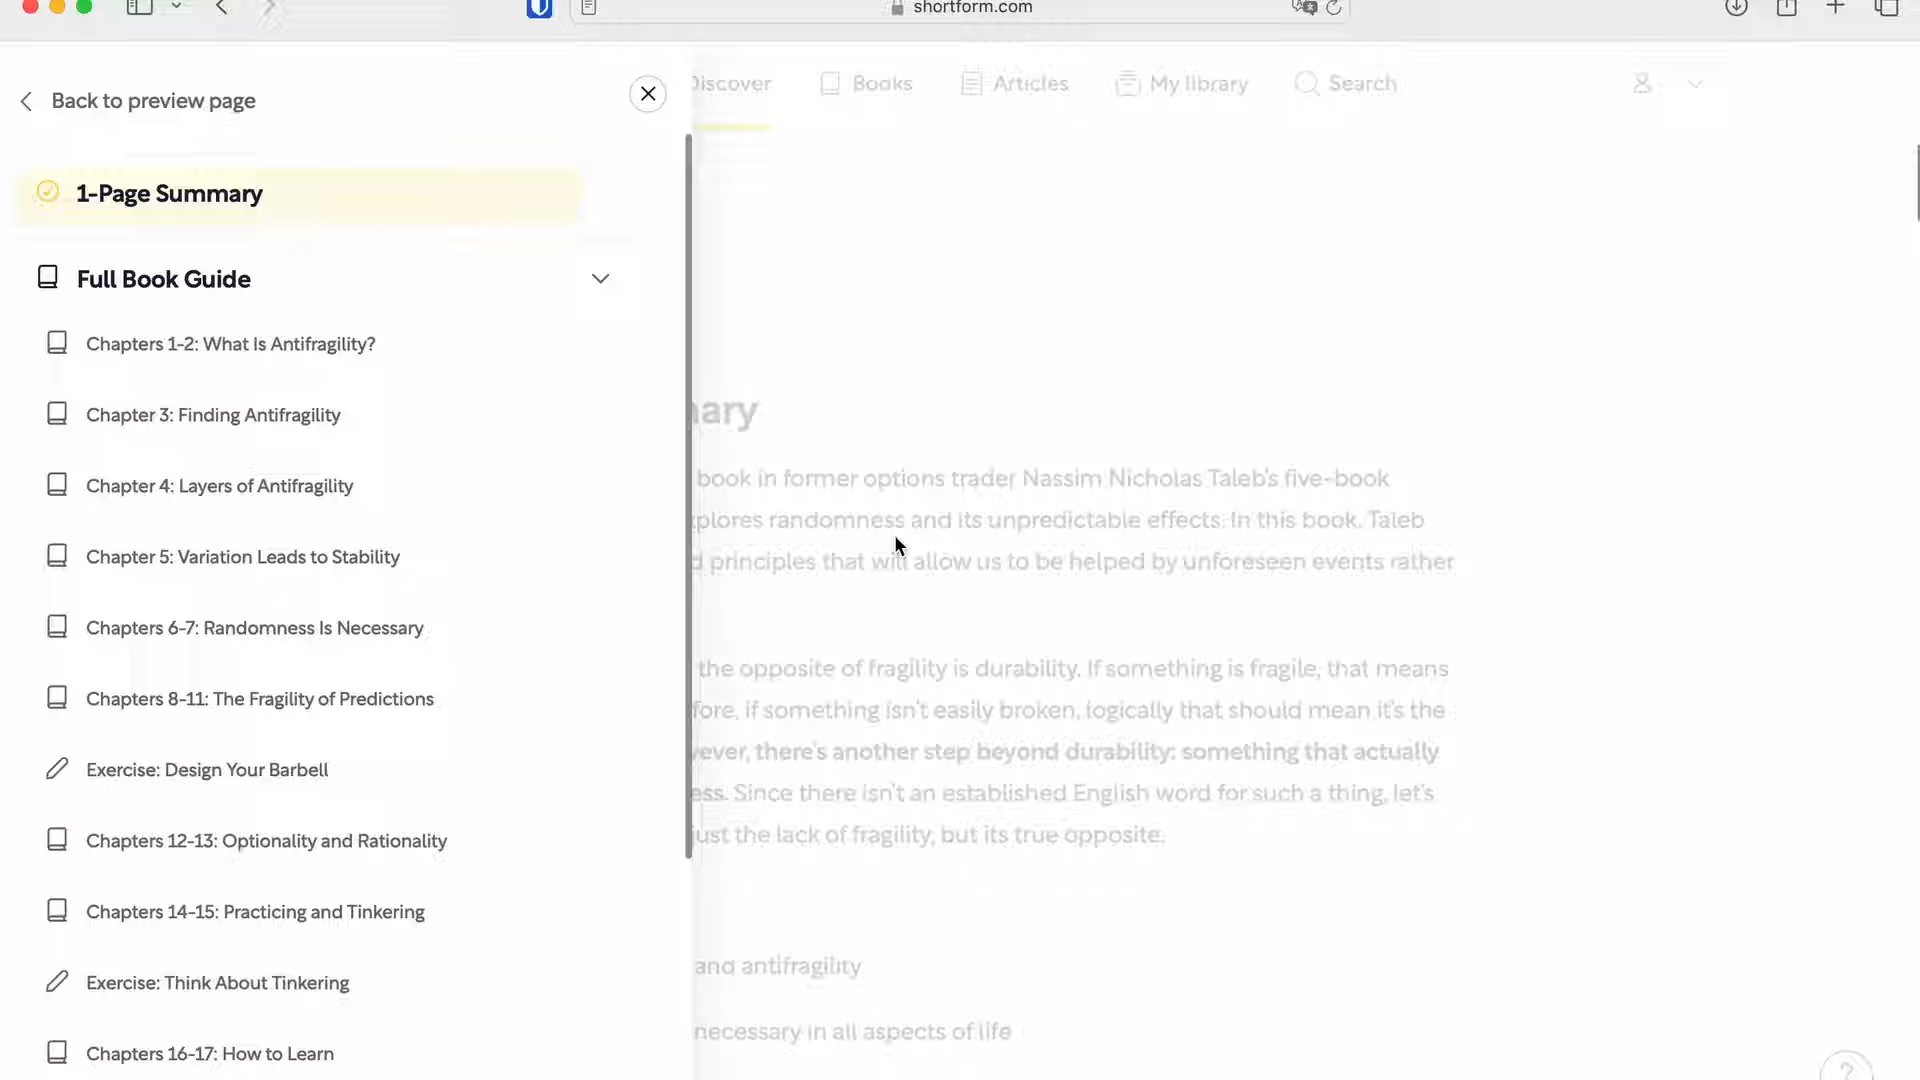 shortform.com
Back to preview page
Discover
Books
Articles
My library
Search
1-Page Summary
Full Book Guide
Chapters 1-2: What Is Antifragility?
Chapter 3: Finding Antifragility
Chapter 4: Layers of Antifragility
Chapter 5: Variation Leads to Stability
Chapters 6-7: Randomness Is Necessary
Chapters 8-11: The Fragility of Predictions
Exercise: Design Your Barbell
Chapters 12-13: Optionality and Rationality
Chapters 14-15: Practicing and Tinkering
Exercise: Think About Tinkering
Chapters 16-17: How to Learn
book in former options trader Nassim Nicholas Taleb's five-book
randomness and its unpredictable effects. In this book, Taleb
principles that will allow us to be helped by unforeseen events rather
the opposite of fragility is durability. If something is fragile, that means
if something isn't easily broken, logically that should mean it's the
there's another step beyond durability: something that actually
Since there isn't an established English word for such a thing, let's
just the lack of fragility, but its true opposite.
and antifragility
necessary in all aspects of life
?